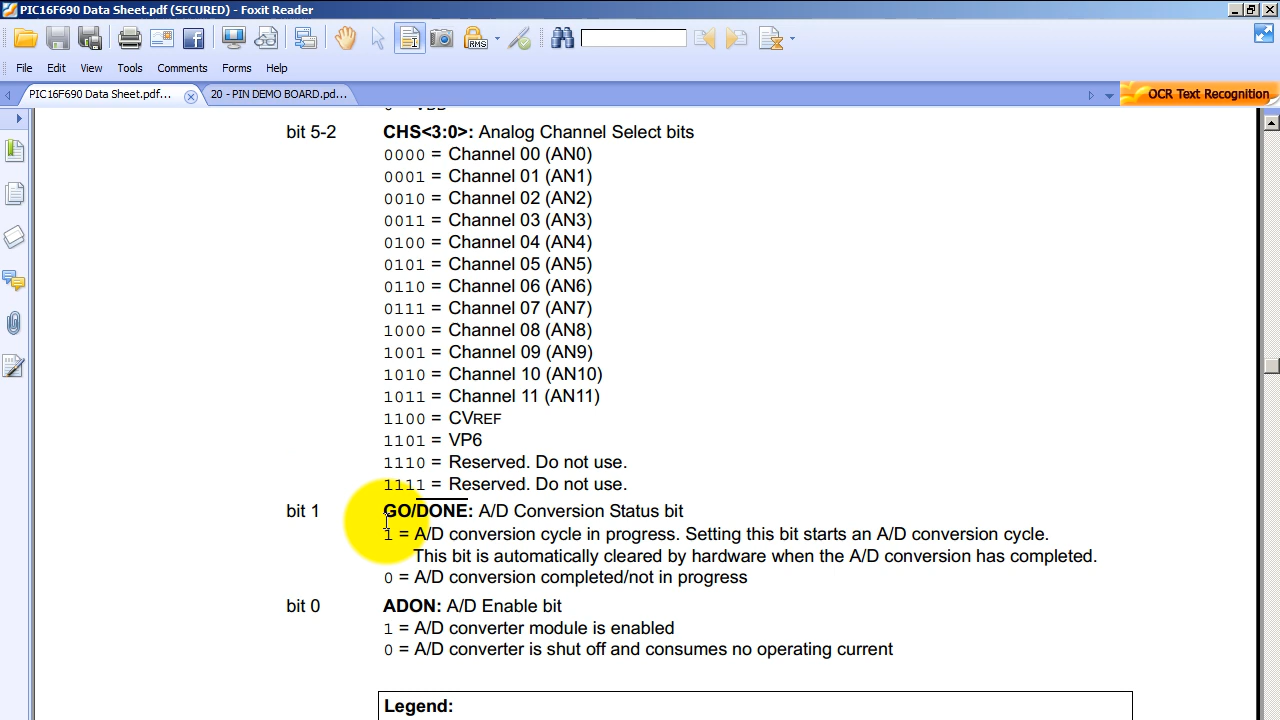 PIC16F690 Data Sheet.pdf (SECURED) - Foxit Reader
RMS
File Edit View Tools Comments Forms Help
PIC16F690 Data Sheet.pdf... 20 - PIN DEMO BOARD.pd... OCR Text Recognition
bit 5-2 CHS<3:0>: Analog Channel Select bits
0000 = Channel 00 (AN0)
0001 = Channel 01 (AN1)
0010 = Channel 02 (AN2)
0011 = Channel 03 (AN3)
0100 = Channel 04 (AN4)
0101 = Channel 05 (AN5)
0110 = Channel 06 (AN6)
0111 = Channel 07 (AN7)
1000 = Channel 08 (AN8)
1001 = Channel 09 (AN9)
1010 = Channel 10 (AN10)
1011 = Channel 11 (AN11)
1100 = CVREF
1101 = VP6
1110 = Reserved. Do not use.
1111 = Reserved. Do not use.
bit 1 GO/DONE: A/D Conversion Status bit
1 = A/D conversion cycle in progress. Setting this bit starts an A/D conversion cycle.
This bit is automatically cleared by hardware when the A/D conversion has completed.
0 = A/D conversion completed/not in progress
bit 0 ADON: A/D Enable bit
1 = A/D converter module is enabled
0 = A/D converter is shut off and consumes no operating current
Legend: